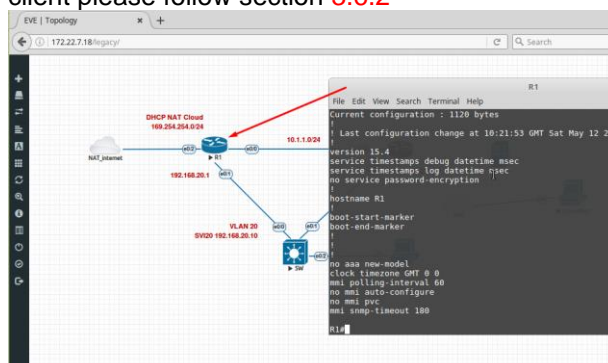 client please follow section 3.0.2
EVE | Topology
172.22.7.18/legacy/
Search
R1
File Edit View Search Terminal Help
Current configuration : 1120 bytes
!
! Last configuration change at 10:21:53 GMT Sat May 12 2
!
version 15.4
service timestamps debug datetime msec
service timestamps log datetime msec
no service password-encryption
!
hostname R1
!
boot-start-marker
boot-end-marker
!
!
!
no aaa new-model
clock timezone GMT 0 0
mmi polling-interval 60
no mmi auto-configure
no mmi pvc
mmi snmp-timeout 180
R1#
DHCP NAT Cloud
169.254.254.0/24
10.1.1.0/24
NAT_internet
e0/2
R1
e0/0
192.168.20.1
e0/1
VLAN 20
SVI20 192.168.20.10
e0/0
e0/1
e0/2
SW